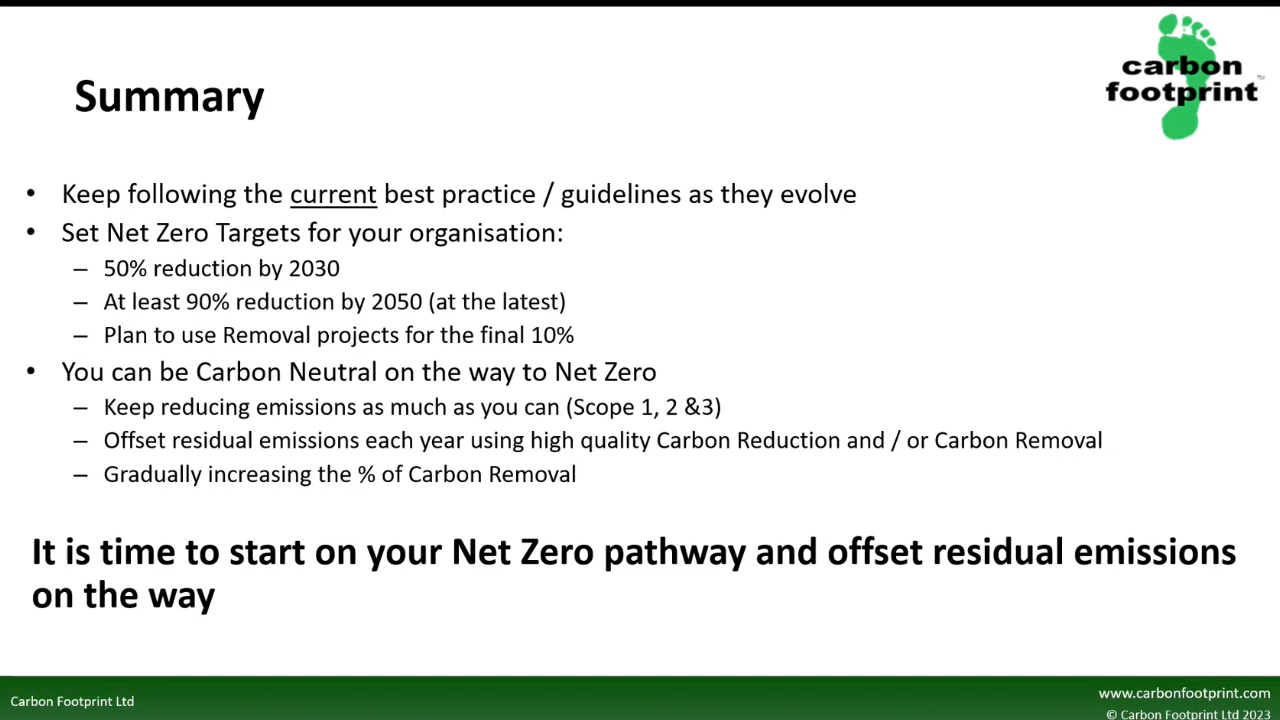 Summary
carbon
footprint™
• Keep following the current best practice / guidelines as they evolve
• Set Net Zero Targets for your organisation:
– 50% reduction by 2030
– At least 90% reduction by 2050 (at the latest)
– Plan to use Removal projects for the final 10%
• You can be Carbon Neutral on the way to Net Zero
– Keep reducing emissions as much as you can (Scope 1, 2 &3)
– Offset residual emissions each year using high quality Carbon Reduction and / or Carbon Removal
– Gradually increasing the % of Carbon Removal
It is time to start on your Net Zero pathway and offset residual emissions
on the way
Carbon Footprint Ltd
www.carbonfootprint.com
© Carbon Footprint Ltd 2023